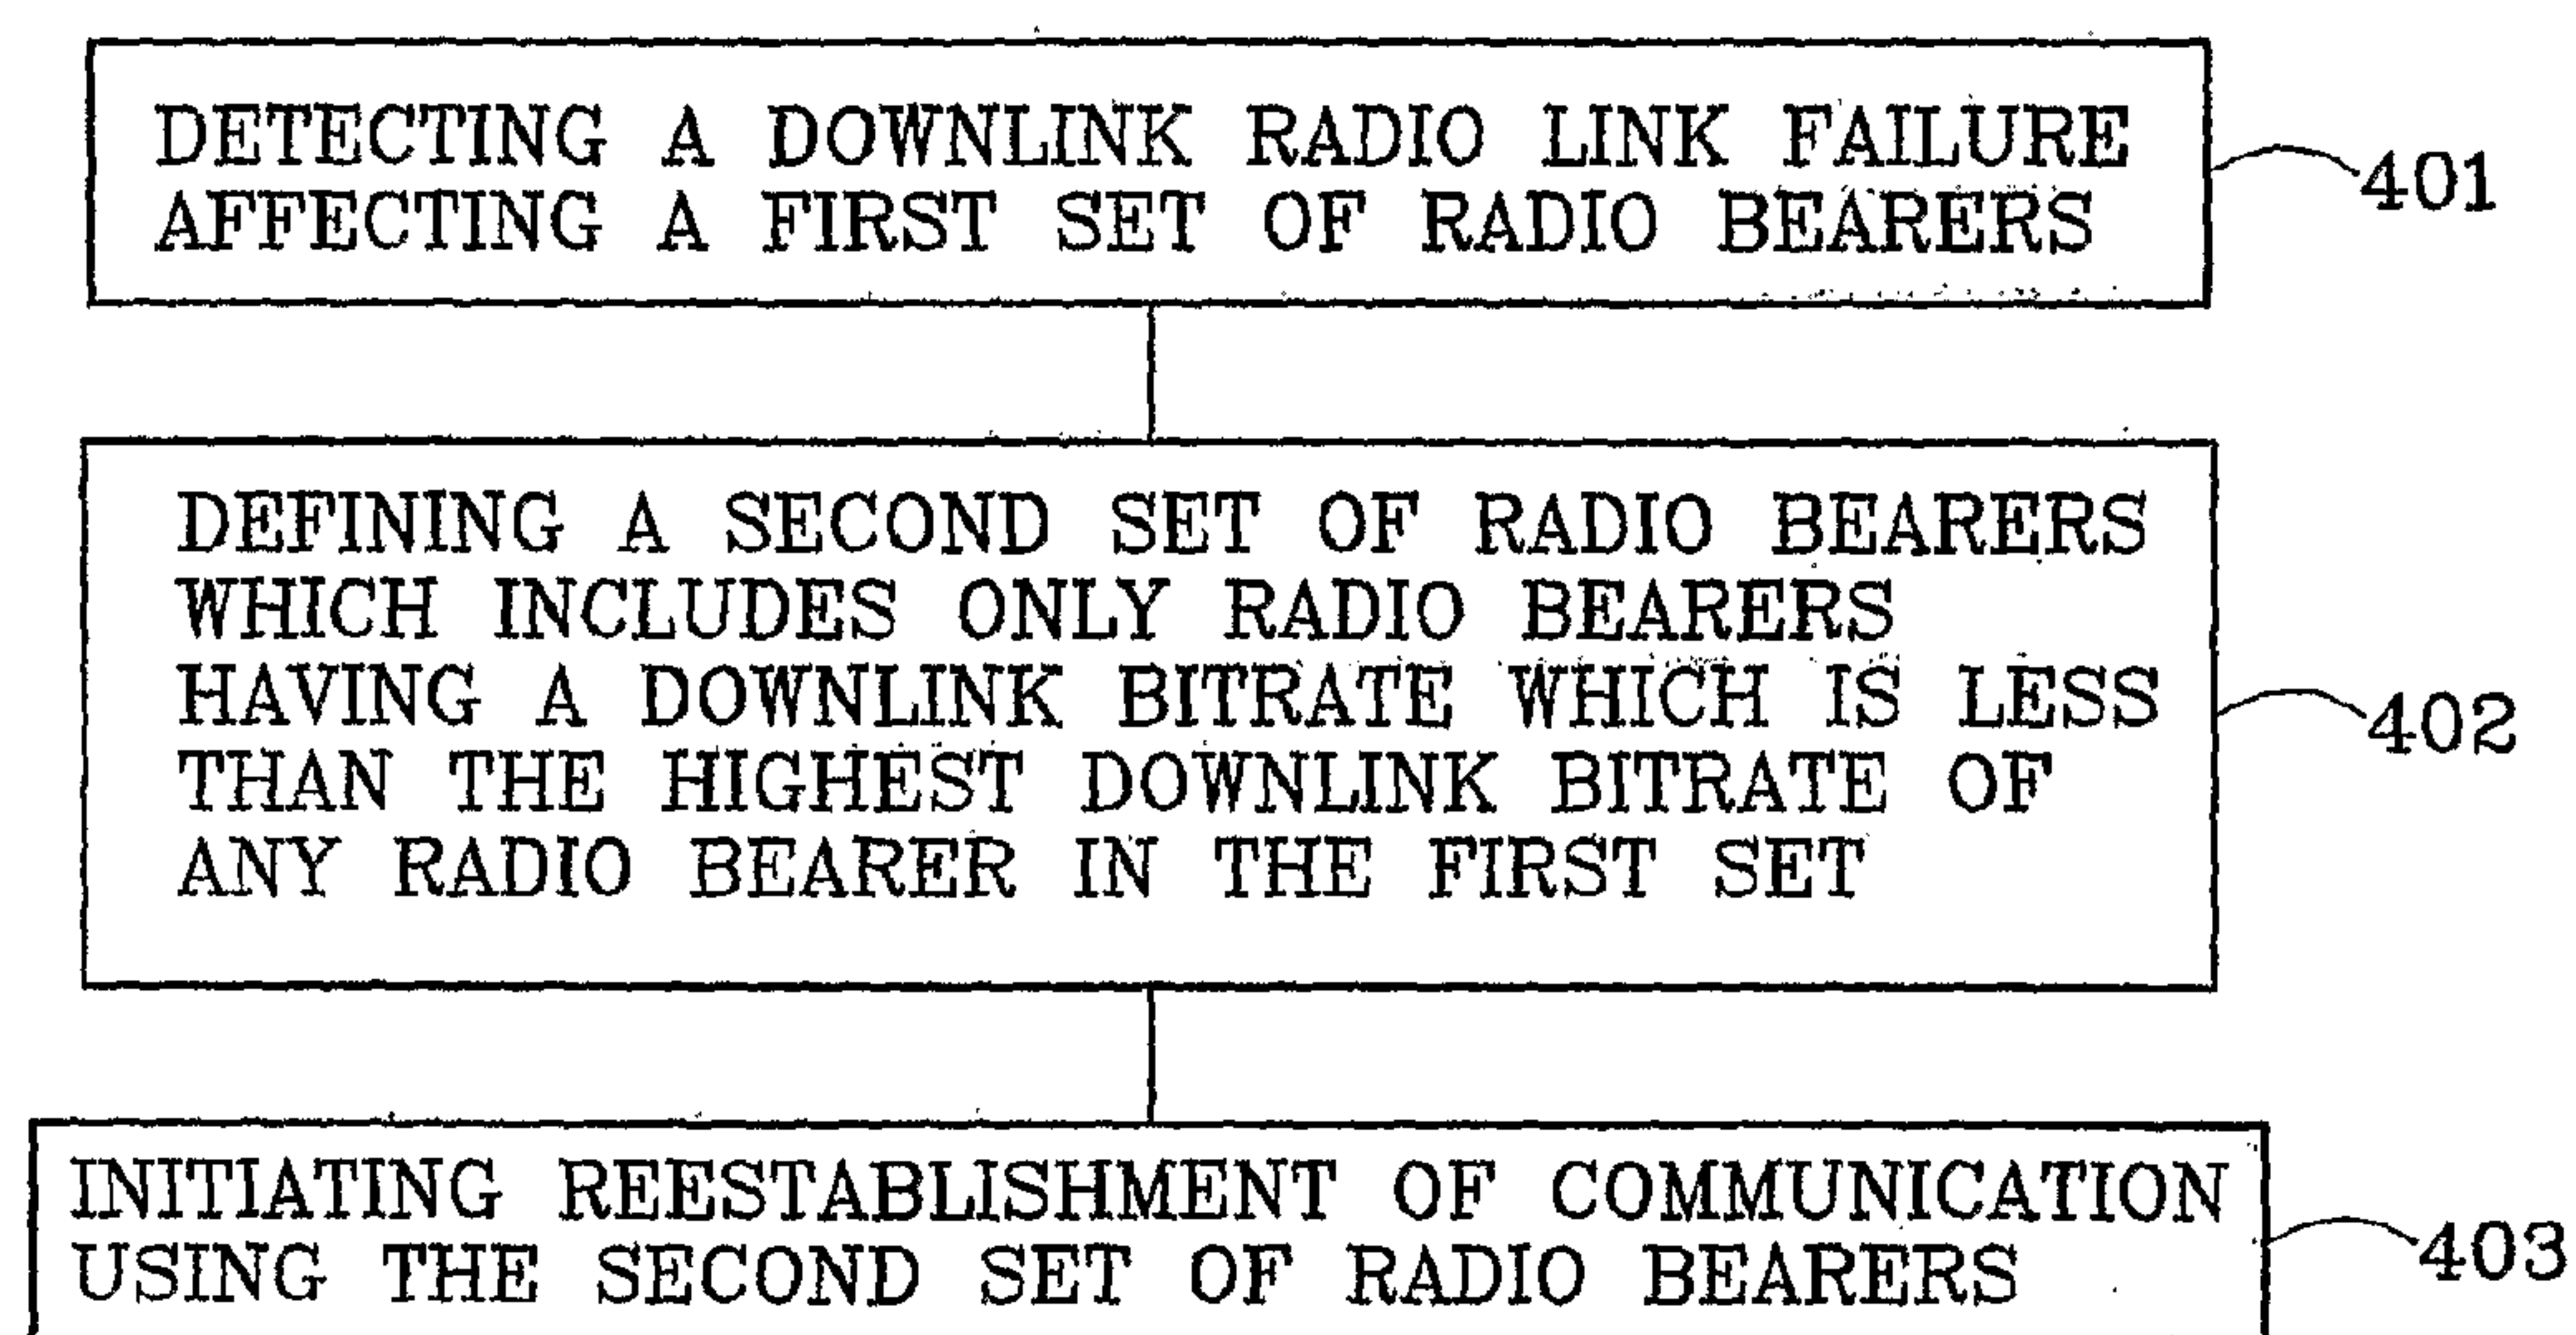 DETECTING A DOWNLINK RADIO LINK FAILURE
AFFECTING A FIRST SET OF RADIO BEARERS
401
DEFINING A SECOND SET OF RADIO BEARERS
WHICH INCLUDES ONLY RADIO BEARERS
HAVING A DOWNLINK BITRATE WHICH IS LESS
THAN THE HIGHEST DOWNLINK BITRATE OF
ANY RADIO BEARER IN THE FIRST SET
402
INITIATING REESTABLISHMENT OF COMMUNICATION
USING THE SECOND SET OF RADIO BEARERS
403